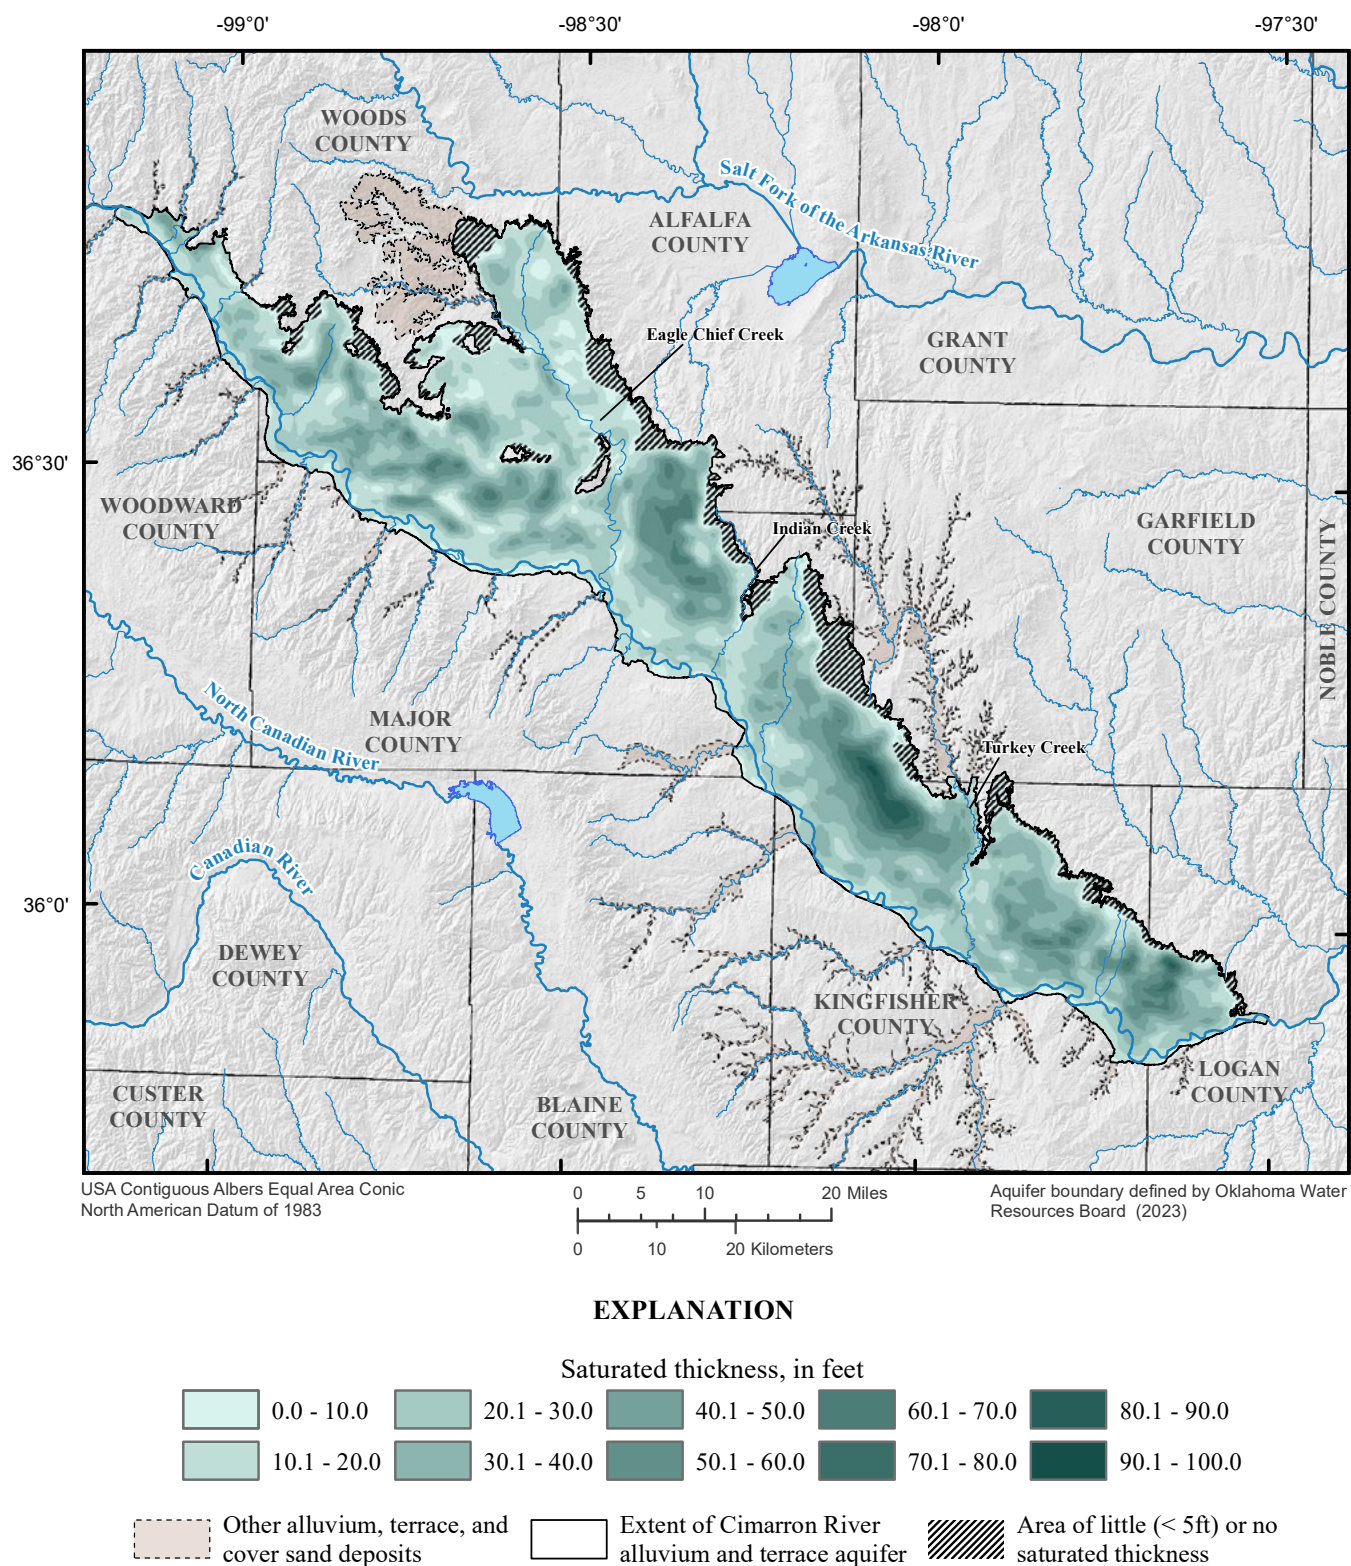 -99°0'
-98°30'
-98°0'
-97°30'
36°30'
36°0'
WOODS
COUNTY
Salt Fork of the Arkansas River
ALFALFA
COUNTY
Eagle Chief Creek
GRANT
COUNTY
WOODWARD
COUNTY
Indian Creek
GARFIELD
COUNTY
NOBLE COUNTY
North Canadian River
MAJOR
COUNTY
Turkey Creek
Canadian River
DEWEY
COUNTY
KINGFISHER
COUNTY
LOGAN
COUNTY
CUSTER
COUNTY
BLAINE
COUNTY
USA Contiguous Albers Equal Area Conic
North American Datum of 1983
0 5 10 20 Miles
0 10 20 Kilometers
Aquifer boundary defined by Oklahoma Water
Resources Board (2023)
EXPLANATION
Saturated thickness, in feet
0.0 - 10.0
20.1 - 30.0
40.1 - 50.0
60.1 - 70.0
80.1 - 90.0
10.1 - 20.0
30.1 - 40.0
50.1 - 60.0
70.1 - 80.0
90.1 - 100.0
Other alluvium, terrace, and
cover sand deposits
Extent of Cimarron River
alluvium and terrace aquifer
Area of little (< 5ft) or no
saturated thickness